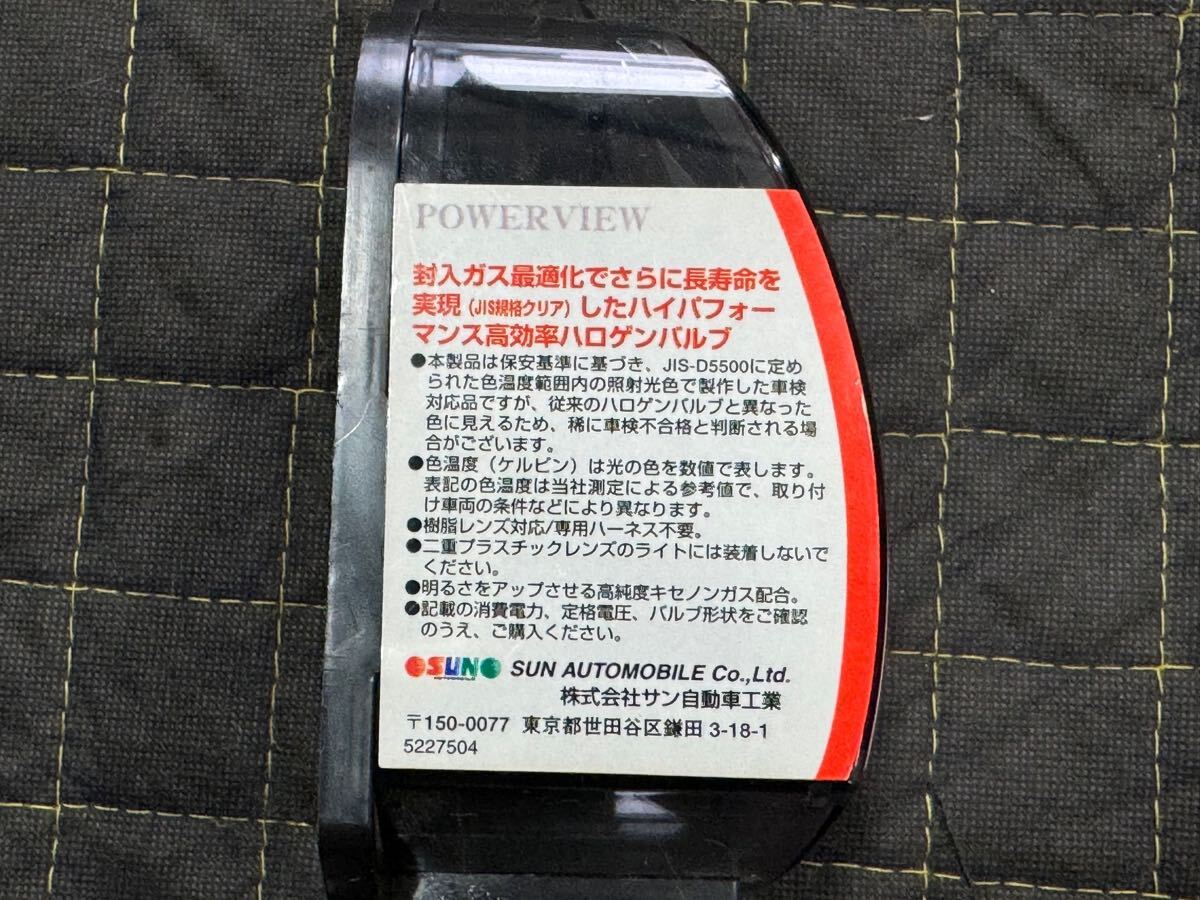 POWERVIEW
封入ガス最適化でさらに長寿命を
実現（JIS規格クリア）したハイパフォー
マンス高効率ハロゲンバルブ
●本製品は保安基準に基づき、JIS-D5500に定め
られた色温度範囲内の照射光色で製作した車検
対応品ですが、従来のハロゲンバルブと異なった
色に見えるため、稀に車検不合格と判断される場
合がございます。
●色温度（ケルビン）は光の色を数値で表します。
表記の色温度は当社測定による参考値で、取り付
け車両の条件などにより異なります。
●樹脂レンズ対応/専用ハーネス不要。
●二重プラスチックレンズのライトには装着しないで
ください。
●明るさをアップさせる高純度キセノンガス配合。
●記載の消費電力、定格電圧、バルブ形状をご確認
のうえ、ご購入ください。
SUN SUN AUTOMOBILE Co.,Ltd.
株式会社サン自動車工業
〒150-0077 東京都世田谷区鎌田 3-18-1
5227504